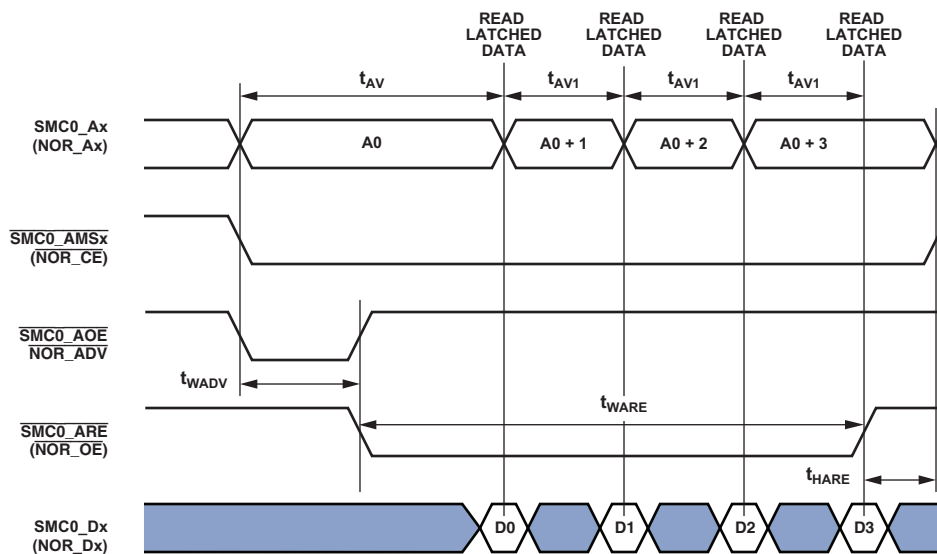 READ LATCHED DATA
READ LATCHED DATA
READ LATCHED DATA
READ LATCHED DATA
tAV
tAV1
tAV1
tAV1
SMC0_Ax
(NOR_Ax)
A0
A0 + 1
A0 + 2
A0 + 3
SMC0_AMSx
(NOR_CE)
SMC0_AOE
NOR_ADV
tWADV
tWARE
SMC0_ARE
(NOR_OE)
tHARE
SMC0_Dx
(NOR_Dx)
D0
D1
D2
D3